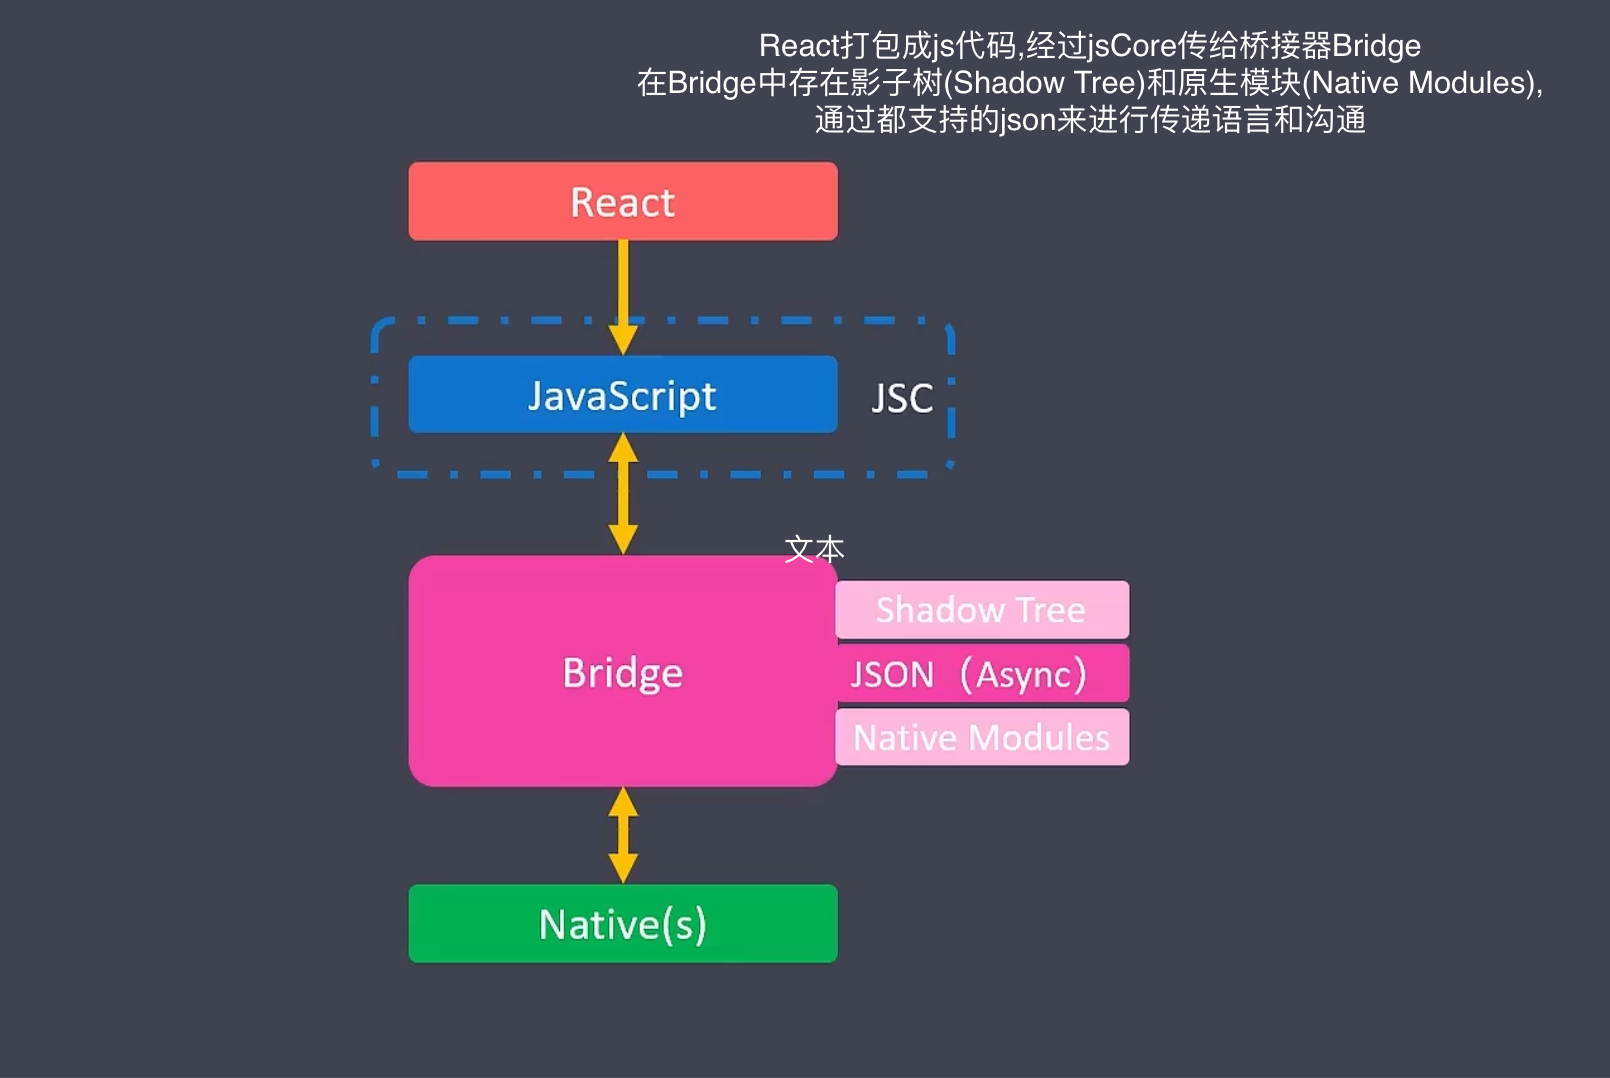 React打包成js代码,经过jsCore传给桥接器Bridge
在Bridge中存在影子树(Shadow Tree)和原生模块(Native Modules),
通过都支持的json来进行传递语言和沟通
React
JavaScript
JSC
文本
Bridge
Shadow Tree
JSON（Async）
Native Modules
Native(s)